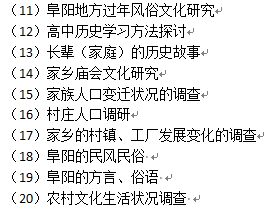 （11）阜阳地方过年风俗文化研究
（12）高中历史学习方法探讨
（13）长辈（家庭）的历史故事
（14）家乡庙会文化研究
（15）家族人口变迁状况的调查
（16）村庄人口调研
（17）家乡的村镇、工厂发展变化的调查
（18）阜阳的民风民俗
（19）阜阳的方言、俗语
（20）农村文化生活状况调查